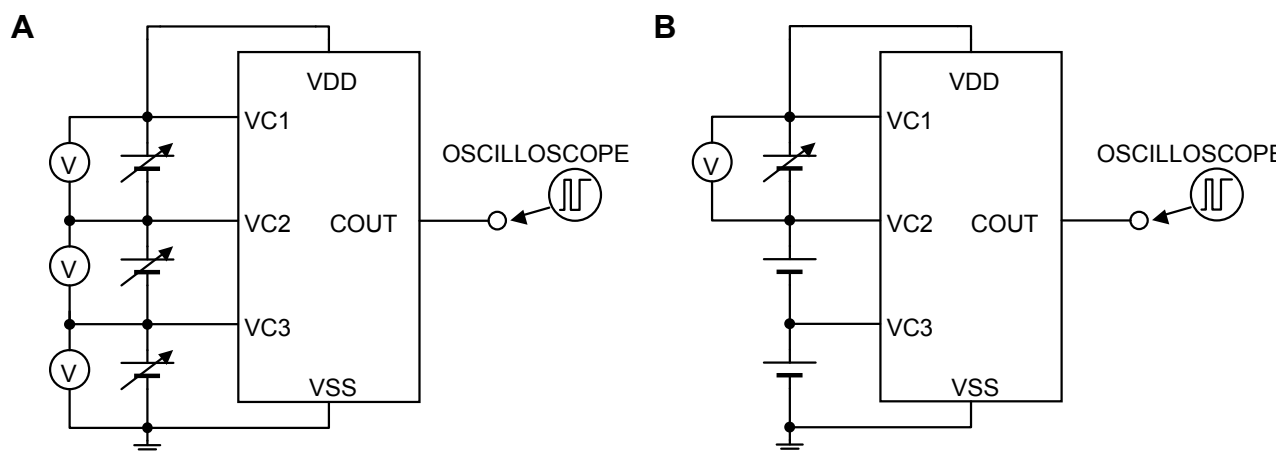 A
VDD
VC1
V
OSCILLOSCOPE
VC2
COUT
V
VC3
V
VSS
B
VDD
VC1
V
OSCILLOSCOPE
VC2
COUT
VC3
VSS